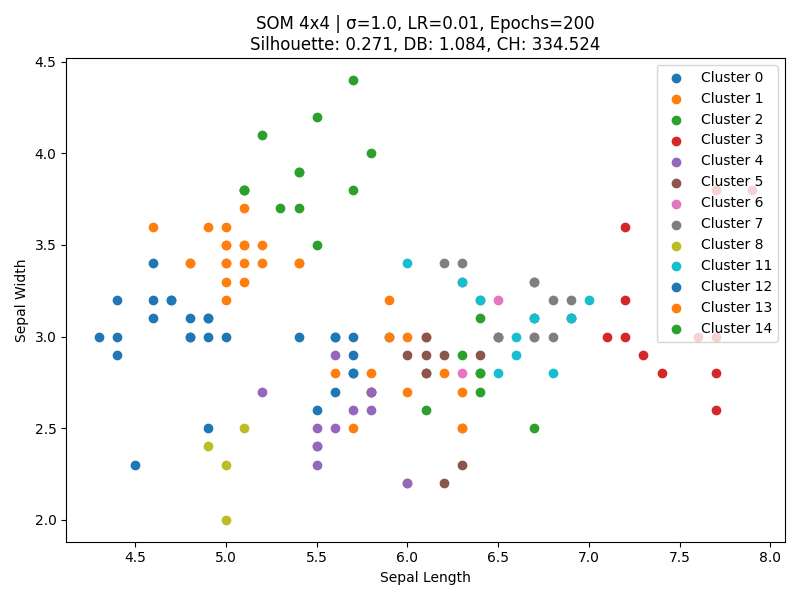 SOM 4x4 | σ=1.0, LR=0.01, Epochs=200
Silhouette: 0.271, DB: 1.084, CH: 334.524
Cluster 0
Cluster 1
Cluster 2
Cluster 3
Cluster 4
Cluster 5
Cluster 6
Cluster 7
Cluster 8
Cluster 11
Cluster 12
Cluster 13
Cluster 14
Sepal Width
4.5
4.0
3.5
3.0
2.5
2.0
4.5 5.0 5.5 6.0 6.5 7.0 7.5 8.0
Sepal Length